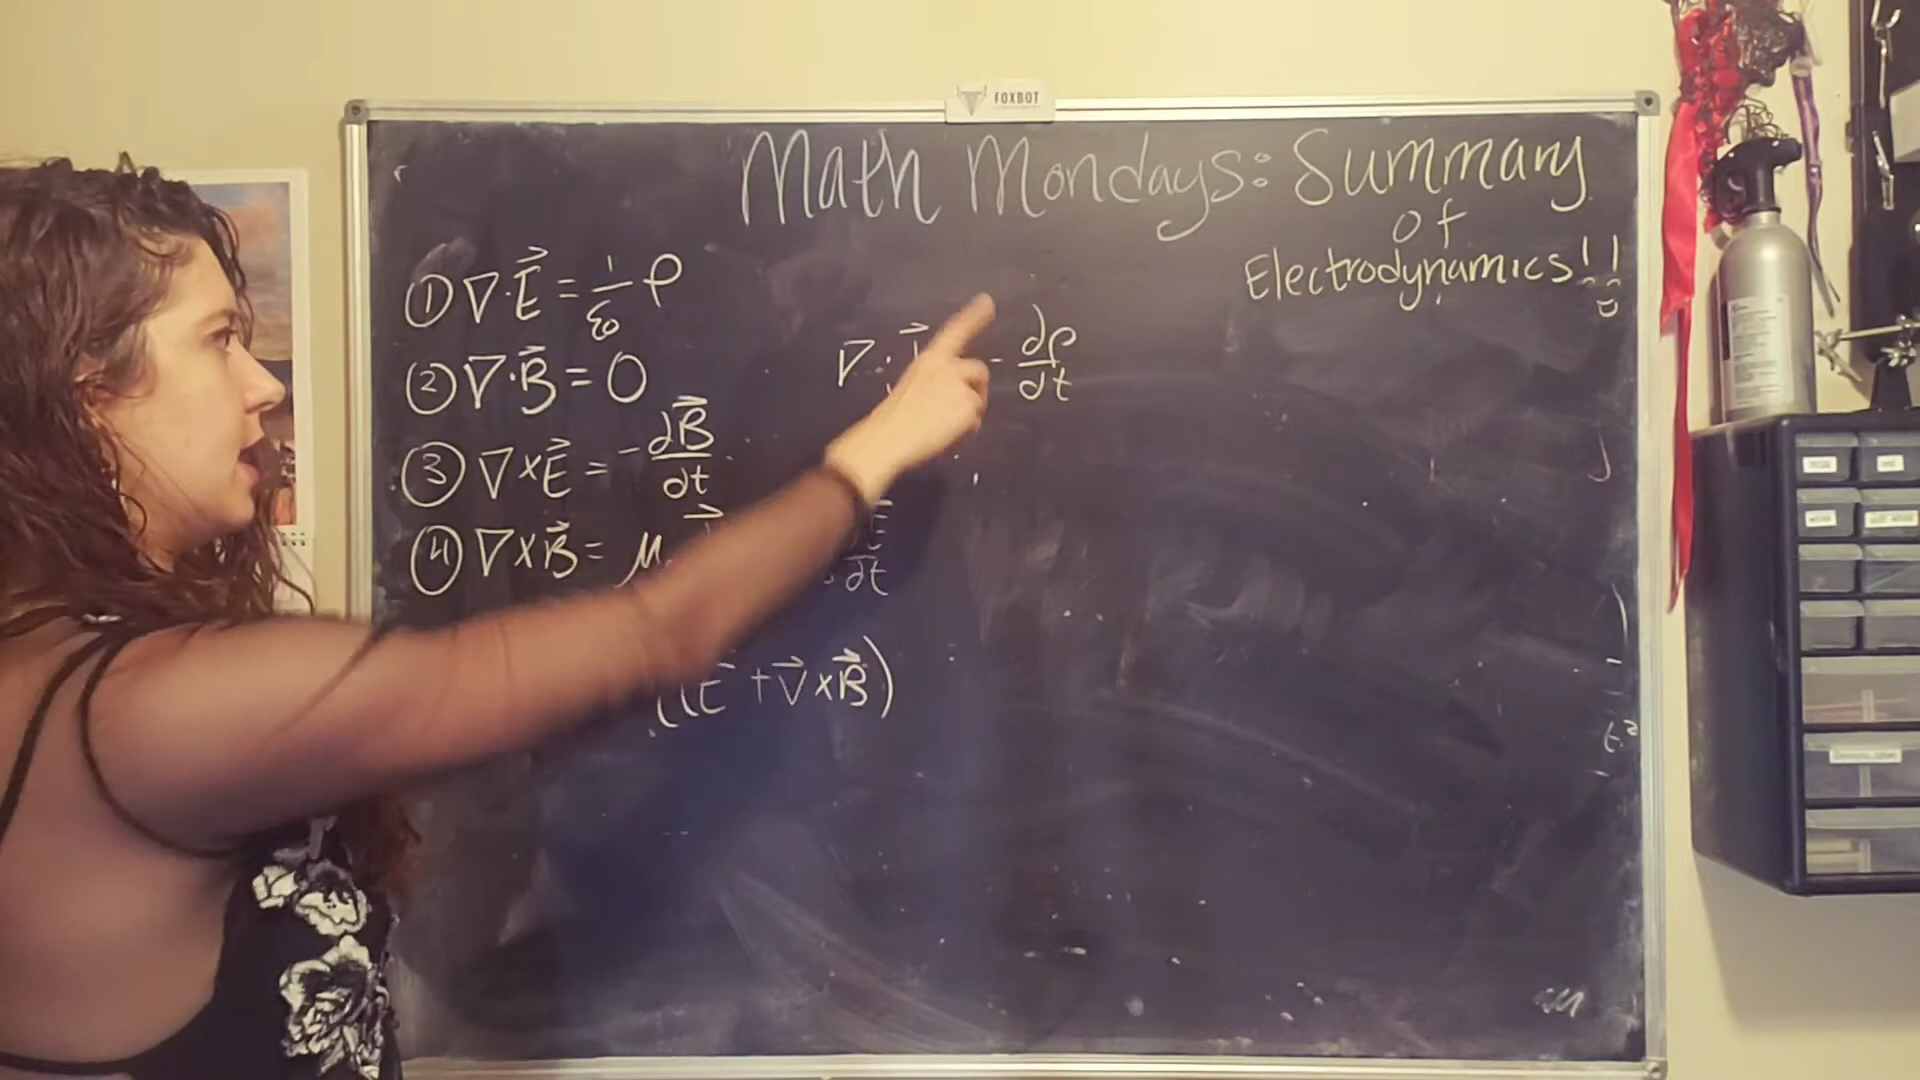 FOXBOT
Math Mondays: Summary
of
Electrodynamics!!
① ∇·E⃗ = 1/ε0 ρ
② ∇·B⃗ = 0
③ ∇×E⃗ = -∂B⃗/∂t
④ ∇×B⃗ = μ ∂t
∇· - ∂ρ/∂t
(E⃗ + v⃗ × B⃗)